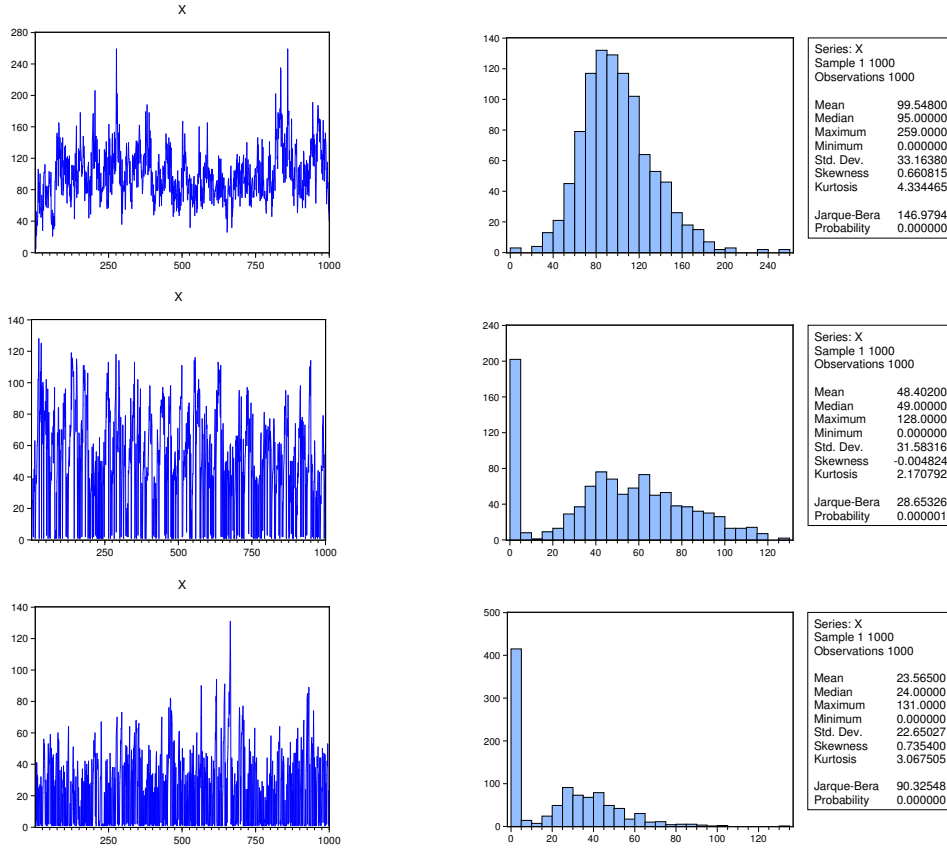 X
280
240
200
160
120
80
40
0
250 500 750 1000
140
120
100
80
60
40
20
0
0 40 80 120 160 200 240
Series: X
Sample 1 1000
Observations 1000
Mean 99.54800
Median 95.00000
Maximum 259.0000
Minimum 0.000000
Std. Dev. 33.16380
Skewness 0.660815
Kurtosis 4.334465
Jarque-Bera 146.9794
Probability 0.000000
X
140
120
100
80
60
40
20
0
250 500 750 1000
240
200
160
120
80
40
0
0 20 40 60 80 100 120
Series: X
Sample 1 1000
Observations 1000
Mean 48.40200
Median 49.00000
Maximum 128.0000
Minimum 0.000000
Std. Dev. 31.58316
Skewness -0.004824
Kurtosis 2.170792
Jarque-Bera 28.65326
Probability 0.000001
X
140
120
100
80
60
40
20
0
250 500 750 1000
500
400
300
200
100
0
0 20 40 60 80 100 120
Series: X
Sample 1 1000
Observations 1000
Mean 23.56500
Median 24.00000
Maximum 131.0000
Minimum 0.000000
Std. Dev. 22.65027
Skewness 0.735400
Kurtosis 3.067505
Jarque-Bera 90.32548
Probability 0.000000